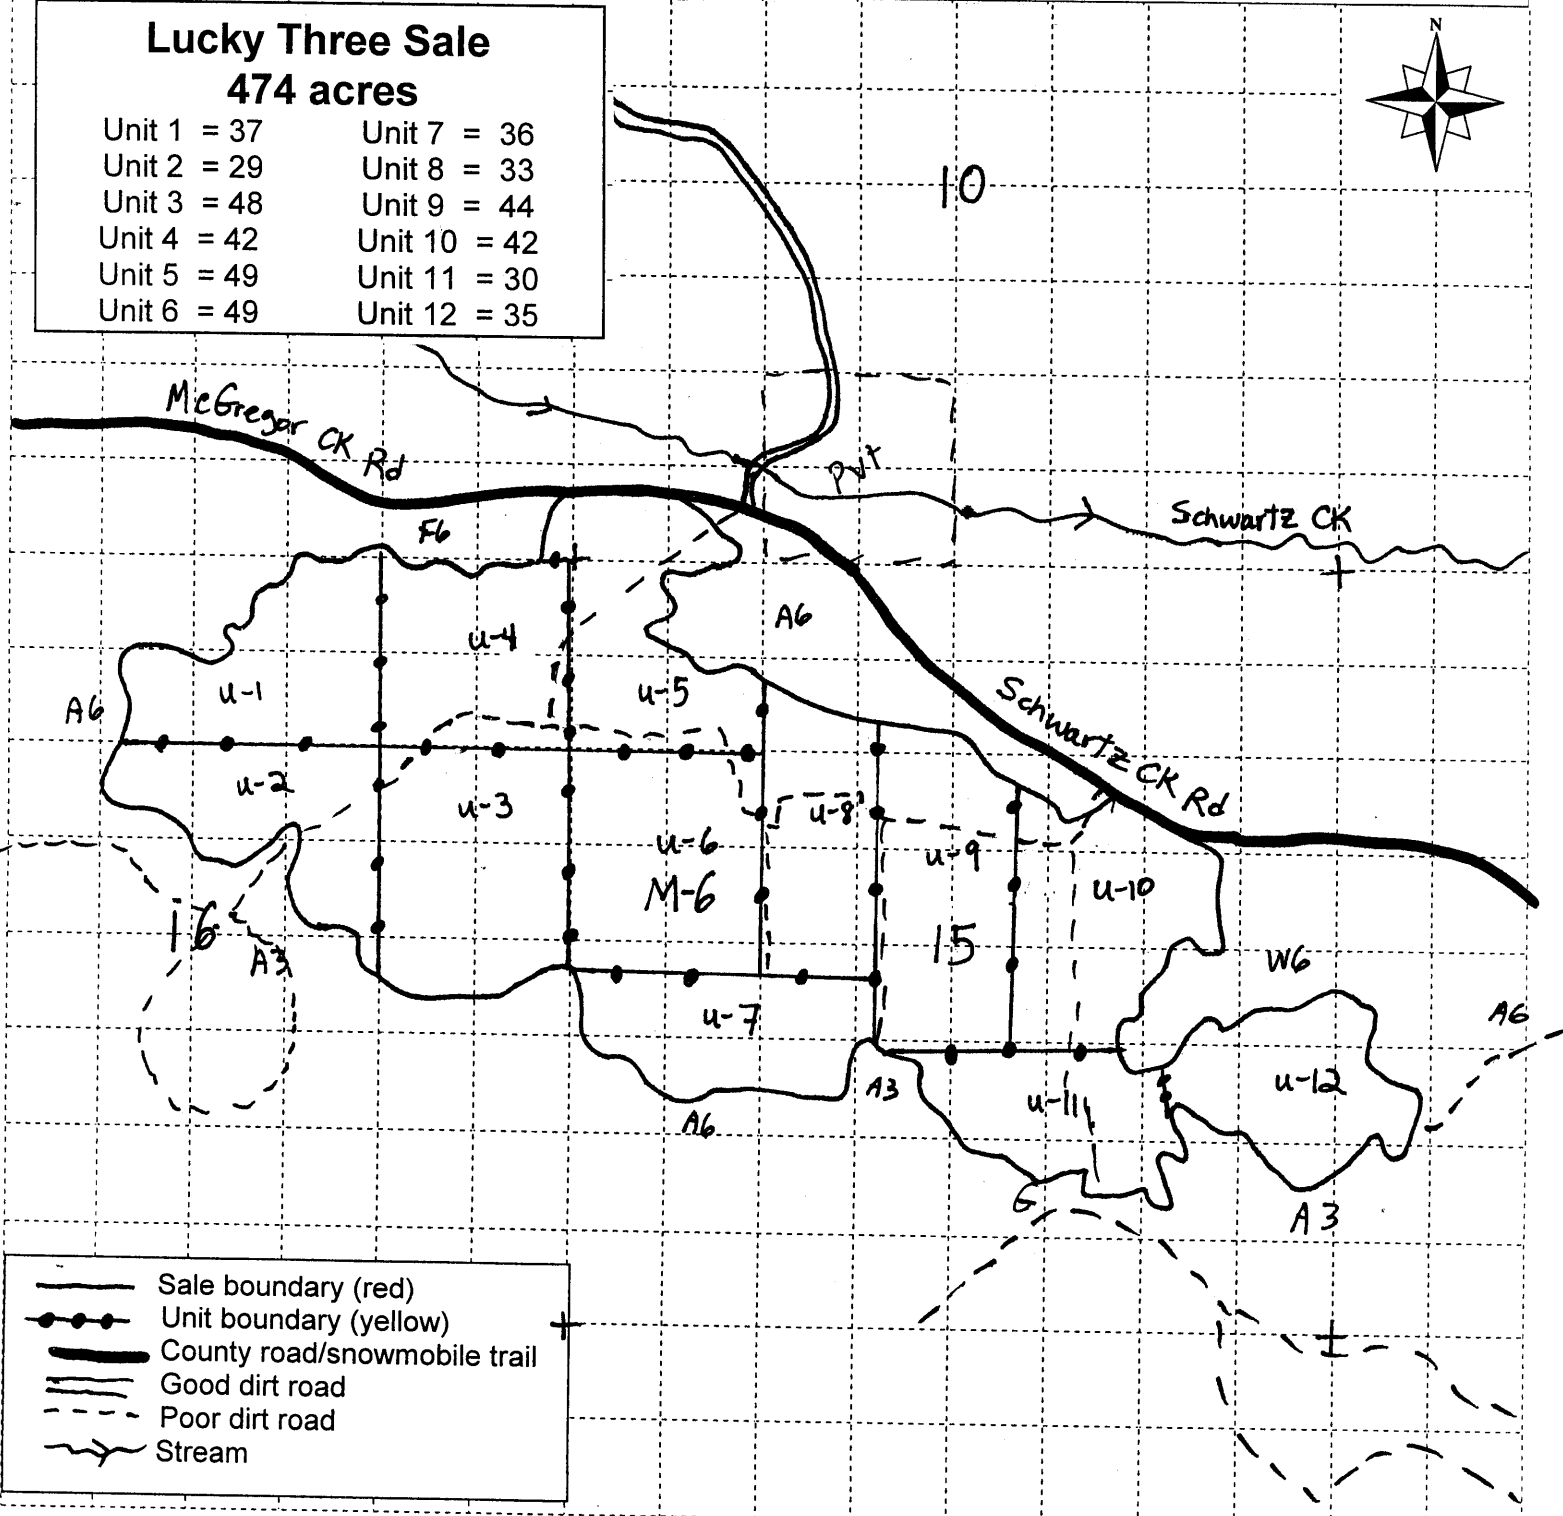 Lucky Three Sale
474 acres
Unit 1 = 37 Unit 7 = 36
Unit 2 = 29 Unit 8 = 33
Unit 3 = 48 Unit 9 = 44
Unit 4 = 42 Unit 10 = 42
Unit 5 = 49 Unit 11 = 30
Unit 6 = 49 Unit 12 = 35
N
10
McGregar CK Rd
Pvt
Schwartz CK
F6
A6
u-4
u-1
u-5
A6
Schwartz CK Rd
u-2
u-3
u-8
u-6
u-9
M-6
u-10
16
15
A3
W6
u-7
A6
u-12
A3
u-11
A6
G
A3
Sale boundary (red)
Unit boundary (yellow)
County road/snowmobile trail
Good dirt road
Poor dirt road
Stream